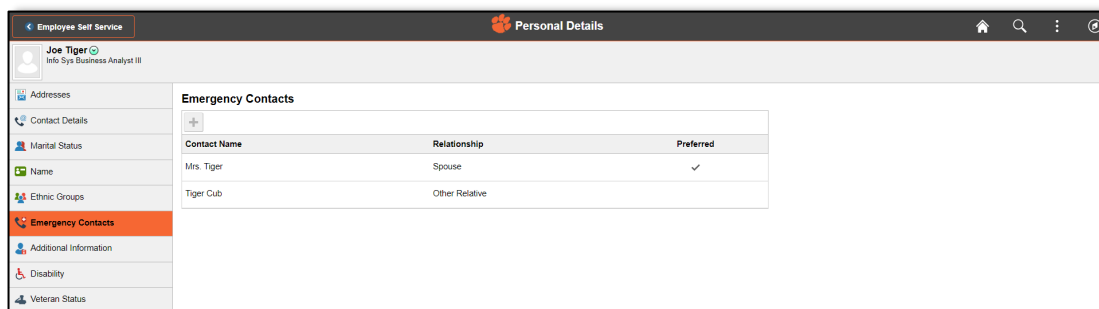 Employee Self Service
Personal Details
Joe Tiger
Info Sys Business Analyst III
Addresses
Contact Details
Marital Status
Name
Ethnic Groups
Emergency Contacts
Additional Information
Disability
Veteran Status
Emergency Contacts
Contact Name Relationship Preferred
Mrs. Tiger Spouse
Tiger Cub Other Relative